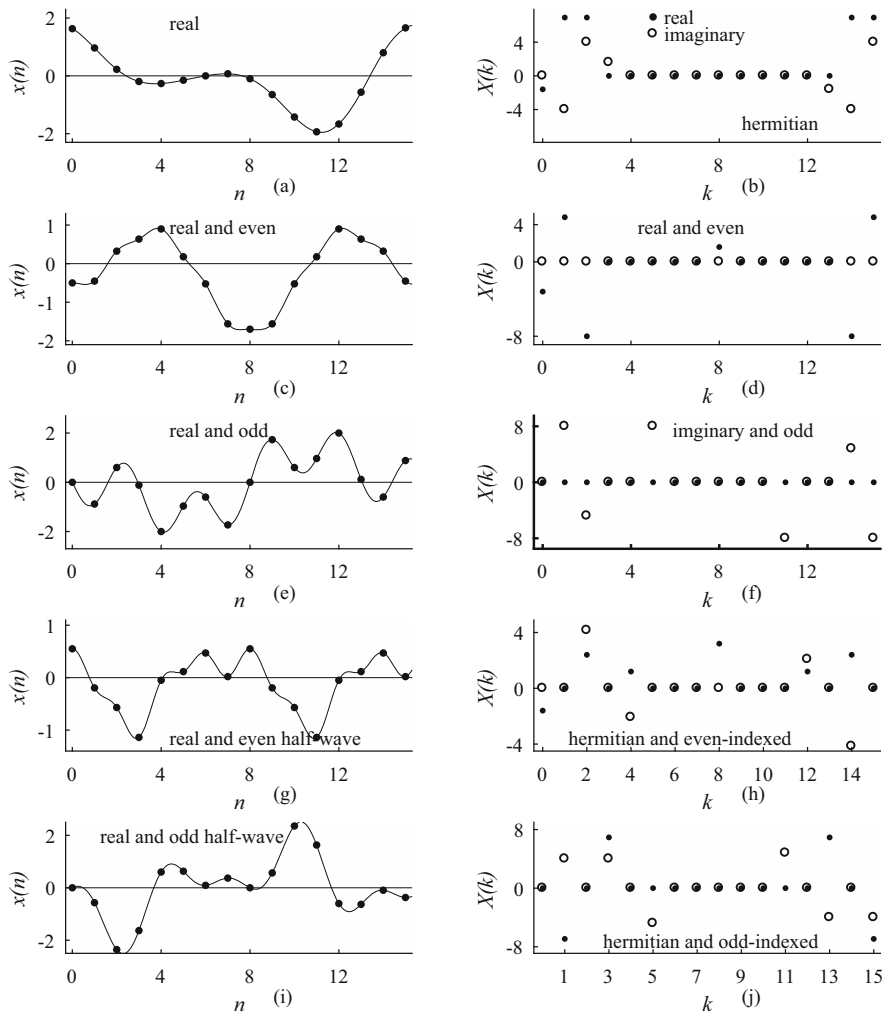 2
0
-2
x(n)
real
0 4 8 12
n (a)
4
0
-4
X(k)
real
imaginary
hermitian
0 4 8 12
k (b)
1
0
-1
-2
x(n)
real and even
0 4 8 12
n (c)
4
0
-8
X(k)
real and even
0 4 8 12
k (d)
2
0
-2
x(n)
real and odd
0 4 8 12
n (e)
8
0
-8
X(k)
imginary and odd
0 4 8 12
k (f)
1
0
-1
x(n)
real and even half-wave
0 4 8 12
n (g)
4
0
-4
X(k)
hermitian and even-indexed
0 2 4 6 8 10 12 14
k (h)
2
0
-2
x(n)
real and odd half-wave
0 4 8 12
n (i)
8
0
-8
X(k)
hermitian and odd-indexed
1 3 5 7 9 11 13 15
k (j)